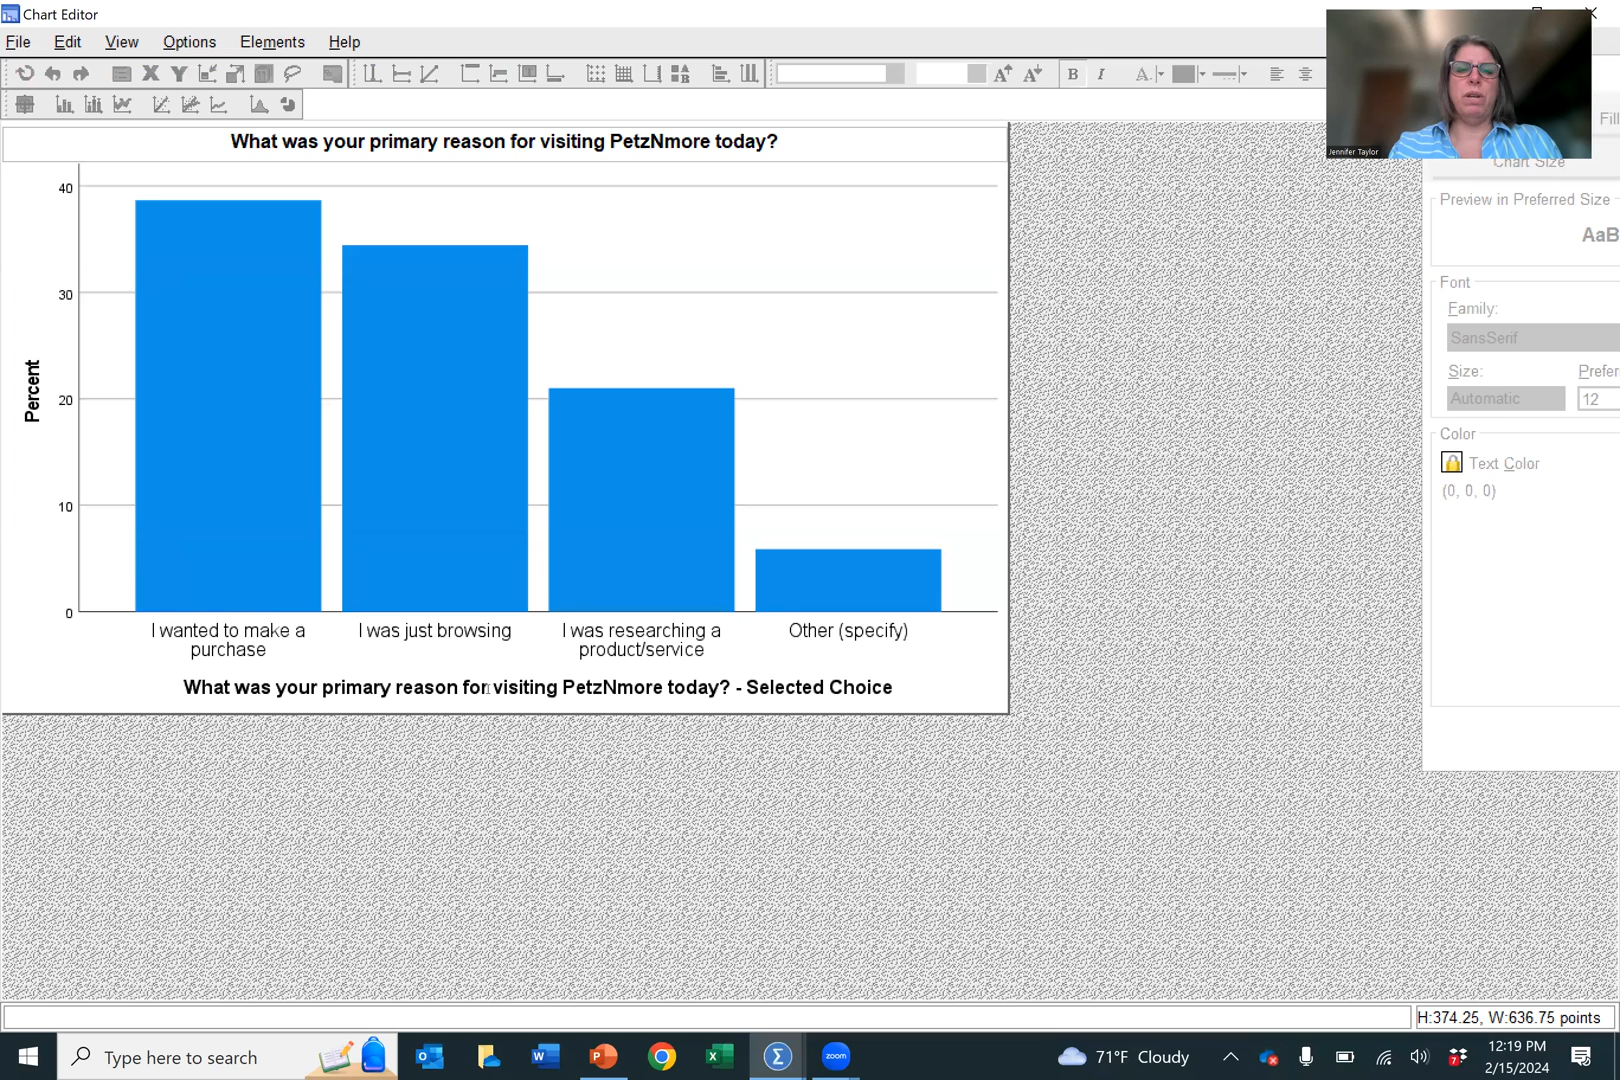 Chart Editor
File Edit View Options Elements Help
B I A
Jennifer Taylor
Fill
Chart Size
Preview in Preferred Size
AaB
Font
Family:
SansSerif
Size: Prefer
Automatic 12
Color
Text Color
(0, 0, 0)
What was your primary reason for visiting PetzNmore today?
Percent
40
30
20
10
0
I wanted to make a
purchase
I was just browsing
I was researching a
product/service
Other (specify)
What was your primary reason for visiting PetzNmore today? - Selected Choice
H:374.25, W:636.75 points
Type here to search
zoom
71°F Cloudy
7
12:19 PM
2/15/2024